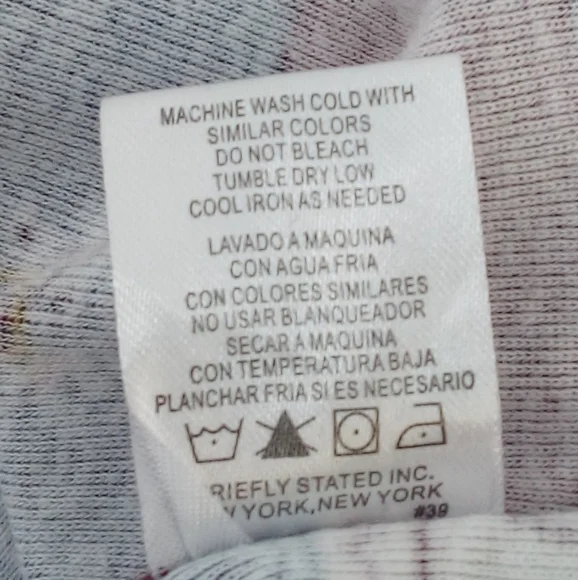 MACHINE WASH COLD WITH
SIMILAR COLORS
DO NOT BLEACH
TUMBLE DRY LOW
COOL IRON AS NEEDED
LAVADO A MAQUINA
CON AGUA FRIA
CON COLORES SIMILARES
NO USAR BLANQUEADOR
SECAR A MAQUINA
CON TEMPERATURA BAJA
PLANCHAR FRIA SI ES NECESARIO
RIEFLY STATED INC.
YORK, NEW YORK
#39